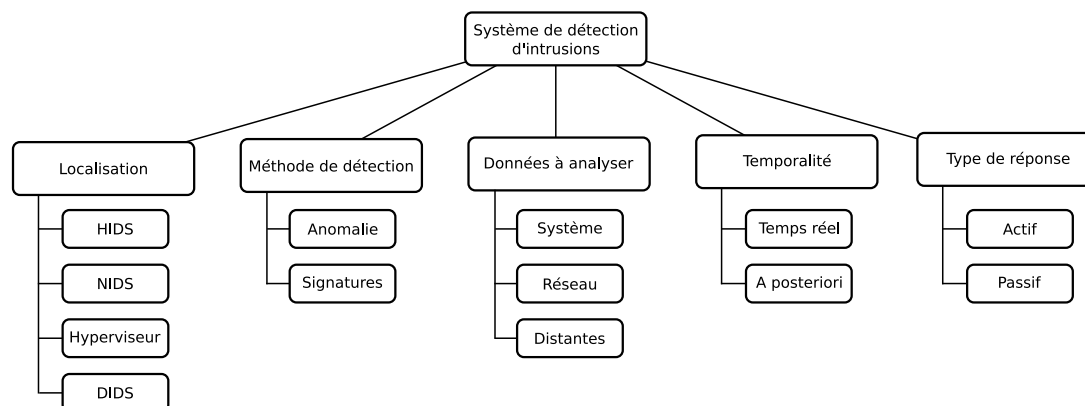 Système de détection
d'intrusions
Localisation
Méthode de détection
Données à analyser
Temporalité
Type de réponse
HIDS
NIDS
Hyperviseur
DIDS
Anomalie
Signatures
Système
Réseau
Distantes
Temps réel
A posteriori
Actif
Passif